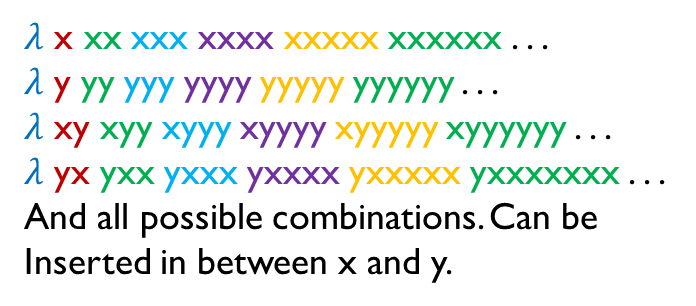 λ x xx xxx xxxx xxxxx xxxxxx ...
λ y yy yyy yyyy yyyyy yyyyyy ...
λ xy xyy xyyy xyyyy xyyyyy xyyyyyy ...
λ yx yxx yxxx yxxxx yxxxxx yxxxxxxx ...
And all possible combinations. Can be
Inserted in between x and y.